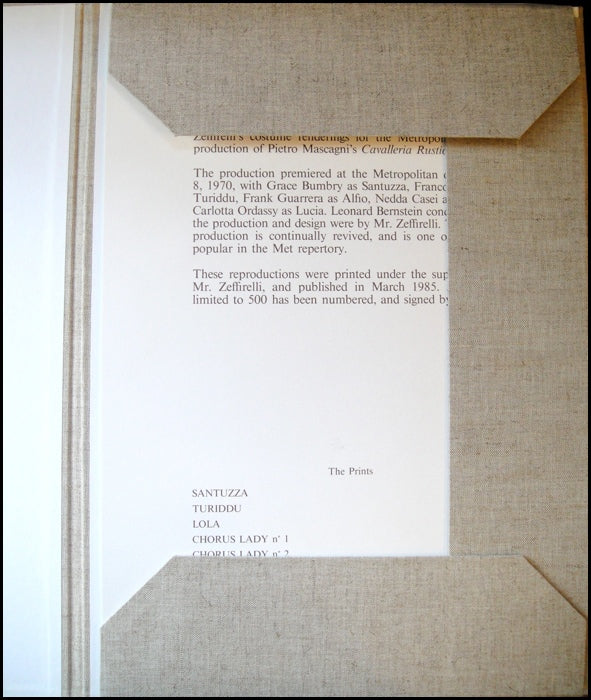 Zeffirelli's costume renderings for the Metropoli
production of Pietro Mascagni's Cavalleria Rustic
The production premiered at the Metropolitan
8, 1970, with Grace Bumbry as Santuzza, Franco
Turiddu, Frank Guarrera as Alfio, Nedda Casei a
Carlotta Ordassy as Lucia. Leonard Bernstein cond
the production and design were by Mr. Zeffirelli.
production is continually revived, and is one o
popular in the Met repertory.
These reproductions were printed under the sup
Mr. Zeffirelli, and published in March 1985.
limited to 500 has been numbered, and signed by
The Prints
SANTUZZA
TURIDDU
LOLA
CHORUS LADY n° 1
CHORUS LADY n° 2